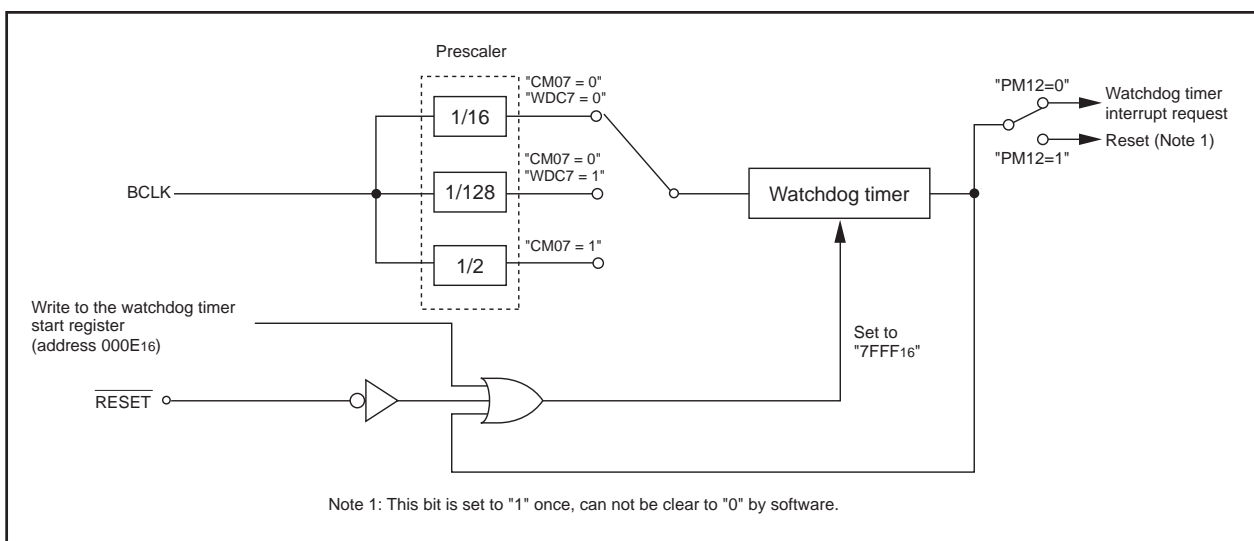 Prescaler
"CM07 = 0"
"WDC7 = 0"
1/16
"CM07 = 0"
"WDC7 = 1"
1/128
"CM07 = 1"
1/2
BCLK
Watchdog timer
"PM12=0"
Watchdog timer
interrupt request
Reset (Note 1)
"PM12=1"
Write to the watchdog timer
start register
(address 000E16)
RESET
Set to
"7FFF16"
Note 1: This bit is set to "1" once, can not be clear to "0" by software.